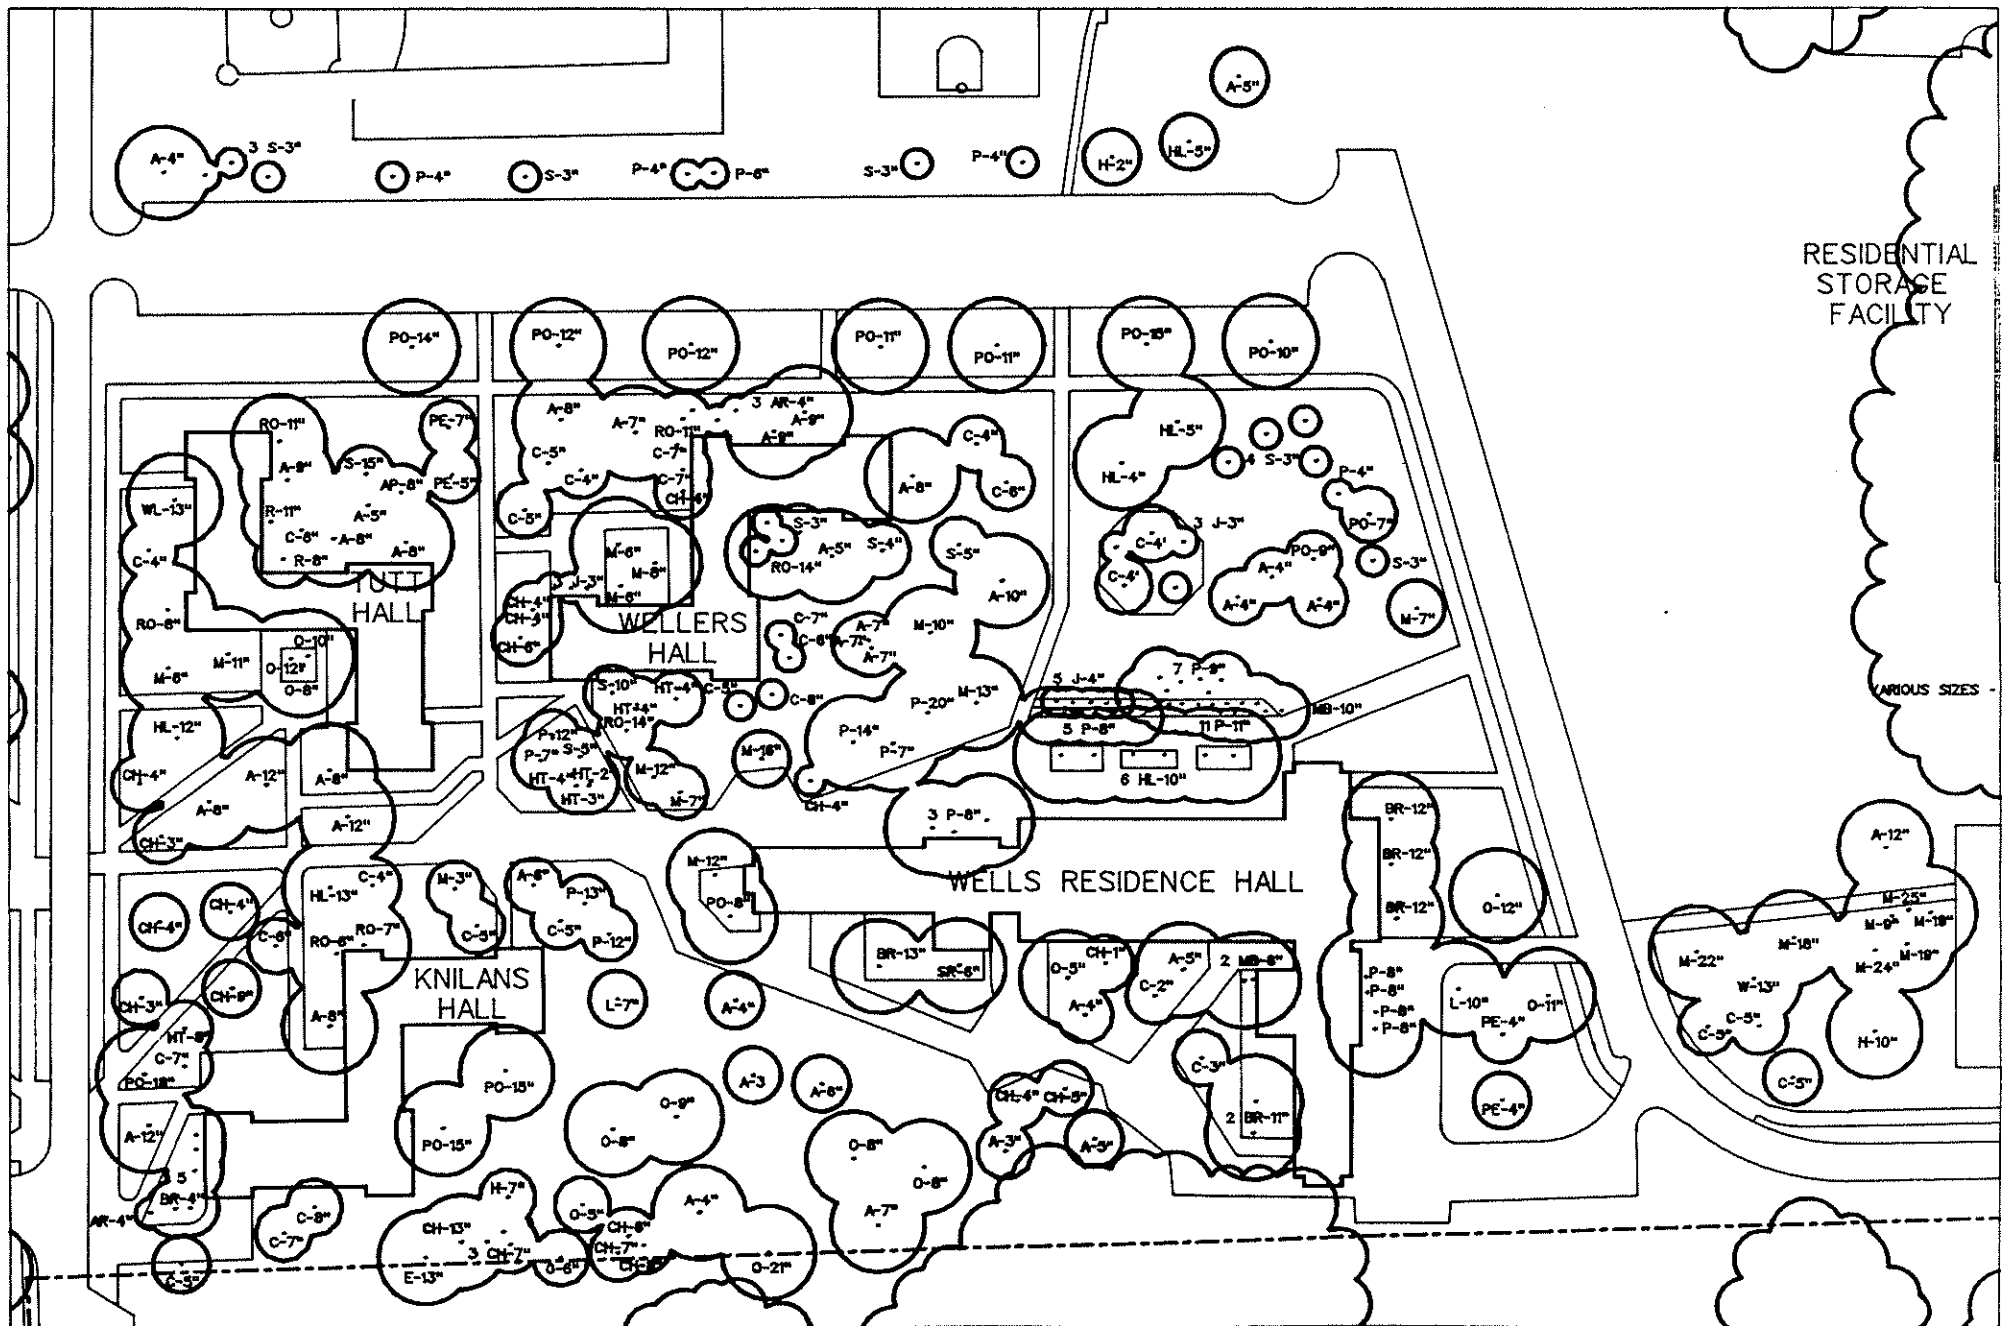 A-5"
A-4"
3 S-3"
P-4"
S-3"
P-4"
P-6"
S-3"
P-4"
H-2"
HL-5"
RESIDENTIAL
STORAGE
FACILITY
PO-14"
PO-12"
PO-12"
PO-11"
PO-11"
PO-15"
PO-10"
RO-11"
PE-7"
A-8"
A-7"
RO-11"
3 AR-4"
A-9"
A-9"
C-4"
HL-5"
A-9"
S-15"
AP-8"
PE-5"
C-5"
C-4"
C-7"
C-7"
CH-4"
A-8"
C-6"
HL-4"
4 S-3"
P-4"
WL-13"
R-11"
A-5"
C-5"
S-3"
S-4"
S-5"
3 J-3"
PO-7"
C-6"
A-8"
A-8"
M-6"
A-5"
C-4'
PO-9"
C-4"
R-8"
M-8"
RO-14"
C-4'
A-4"
S-3"
TUTT
HALL
J-3"
M-6"
CH-4"
CH-4"
A-10"
A-4"
A-4"
M-7"
RO-8"
WELLERS
HALL
C-7"
A-7"
M-10"
O-10"
CH-6"
C-6"
A-7"
A-7"
M-6"
M-11"
O-12"
O-8"
S-10"
HT-4"
C-5"
C-8"
P-20"
M-13"
5 J-4"
7 P-9"
VARIOUS SIZES -
HL-12"
HT-4"
RO-14"
P-12"
S-5"
P-14"
P-7"
MB-10"
5 P-8"
11 P-11"
CH-4"
A-12"
A-8"
P-7"
HT-4"
HT-2"
HT-3"
M-12"
M-7"
M-16"
CH-4"
6 HL-10"
A-8"
A-12"
CH-3"
3 P-8"
BR-12"
A-12"
M-12"
BR-12"
C-4"
HL-13"
M-3"
A-6"
P-13"
PO-8"
WELLS RESIDENCE HALL
BR-12"
O-12"
M-25"
CH-4"
CH-4"
C-6"
RO-6"
RO-7"
C-5"
C-5"
P-12"
M-9"
M-19"
M-18"
M-19"
KNILANS
HALL
BR-13"
SR-6"
O-5"
CH-1"
A-5"
2 MB-8"
P-8"
P-8"
P-8"
P-8"
L-10"
O-11"
PE-4"
M-22"
M-24"
W-13"
CH-3"
CH-9"
A-8"
L-7"
A-4"
A-4"
C-2"
C-5"
C-5"
H-10"
HT-8"
C-7"
PO-18"
PO-15"
A-3
A-6"
C-3"
C-5"
O-9"
CH-4"
CH-5"
PE-4"
A-12"
PO-15"
O-8"
O-8"
A-3"
A-5"
2 BR-11"
5
BR-4"
AR-4"
H-7"
O-8"
C-8"
C-7"
CH-13"
O-5"
CH-6"
A-4"
A-7"
3 CH-7"
CH-7"
C-5"
E-13"
O-6"
O-21"